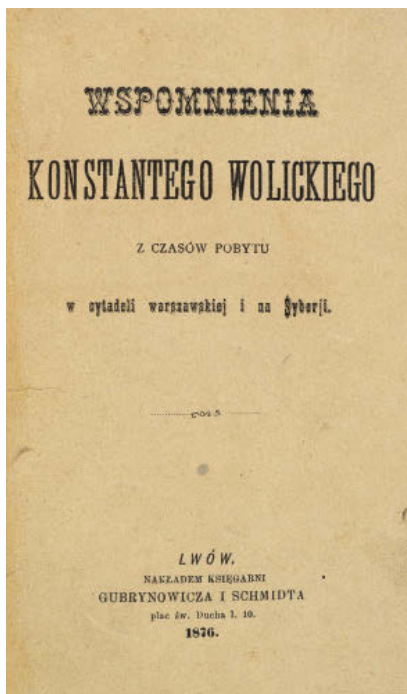 WSPOMNIENIA
KONSTANTEGO WOLICKIEGO
Z CZASÓW POBYTU
w cytadeli warszawskiej i na Syberji.
LWÓW.
NAKŁADEM KSIĘGARNI
GUBRYNOWICZA I SCHMIDTA
plac św. Ducha l. 10.
1876.